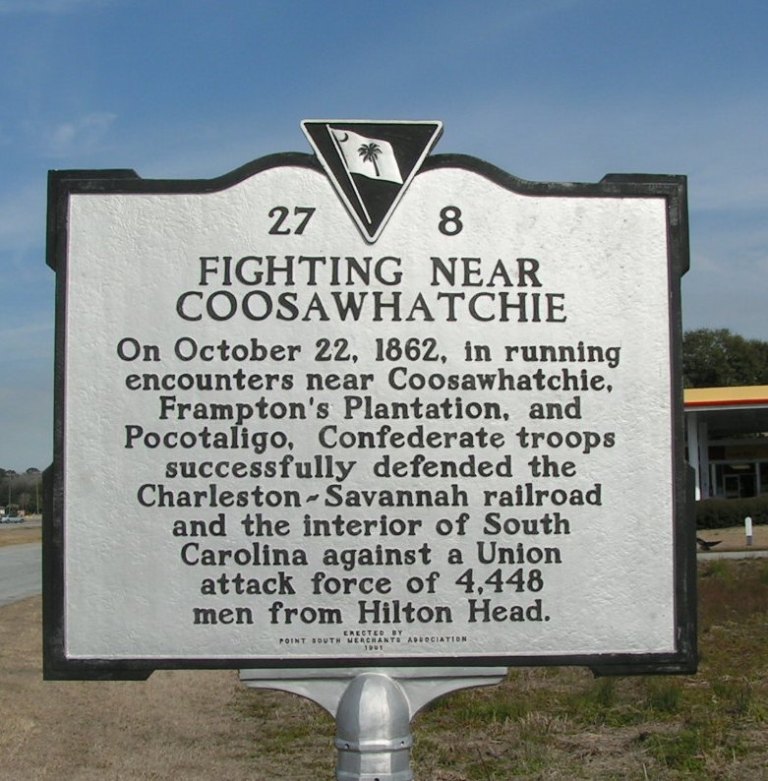 27 8
FIGHTING NEAR
COOSAWHATCHIE
On October 22, 1862, in running
encounters near Coosawhatchie,
Frampton's Plantation, and
Pocotaligo, Confederate troops
successfully defended the
Charleston~Savannah railroad
and the interior of South
Carolina against a Union
attack force of 4,448
men from Hilton Head.
ERECTED BY
POINT SOUTH MERCHANTS ASSOCIATION